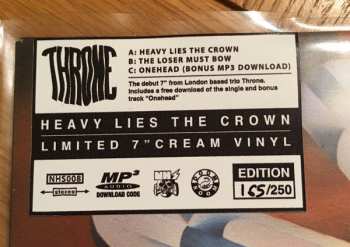 THRONE
A: HEAVY LIES THE CROWN
B: THE LOSER MUST BOW
C: ONEHEAD (BONUS MP3 DOWNLOAD)
The debut 7" from London based trio Throne.
Includes a free download of the single and bonus
track "Onehead"
HEAVY LIES THE CROWN
LIMITED 7" CREAM VINYL
NHS008
stereo
MP3
AUDIO
DOWNLOAD CODE
EDITION
165/250